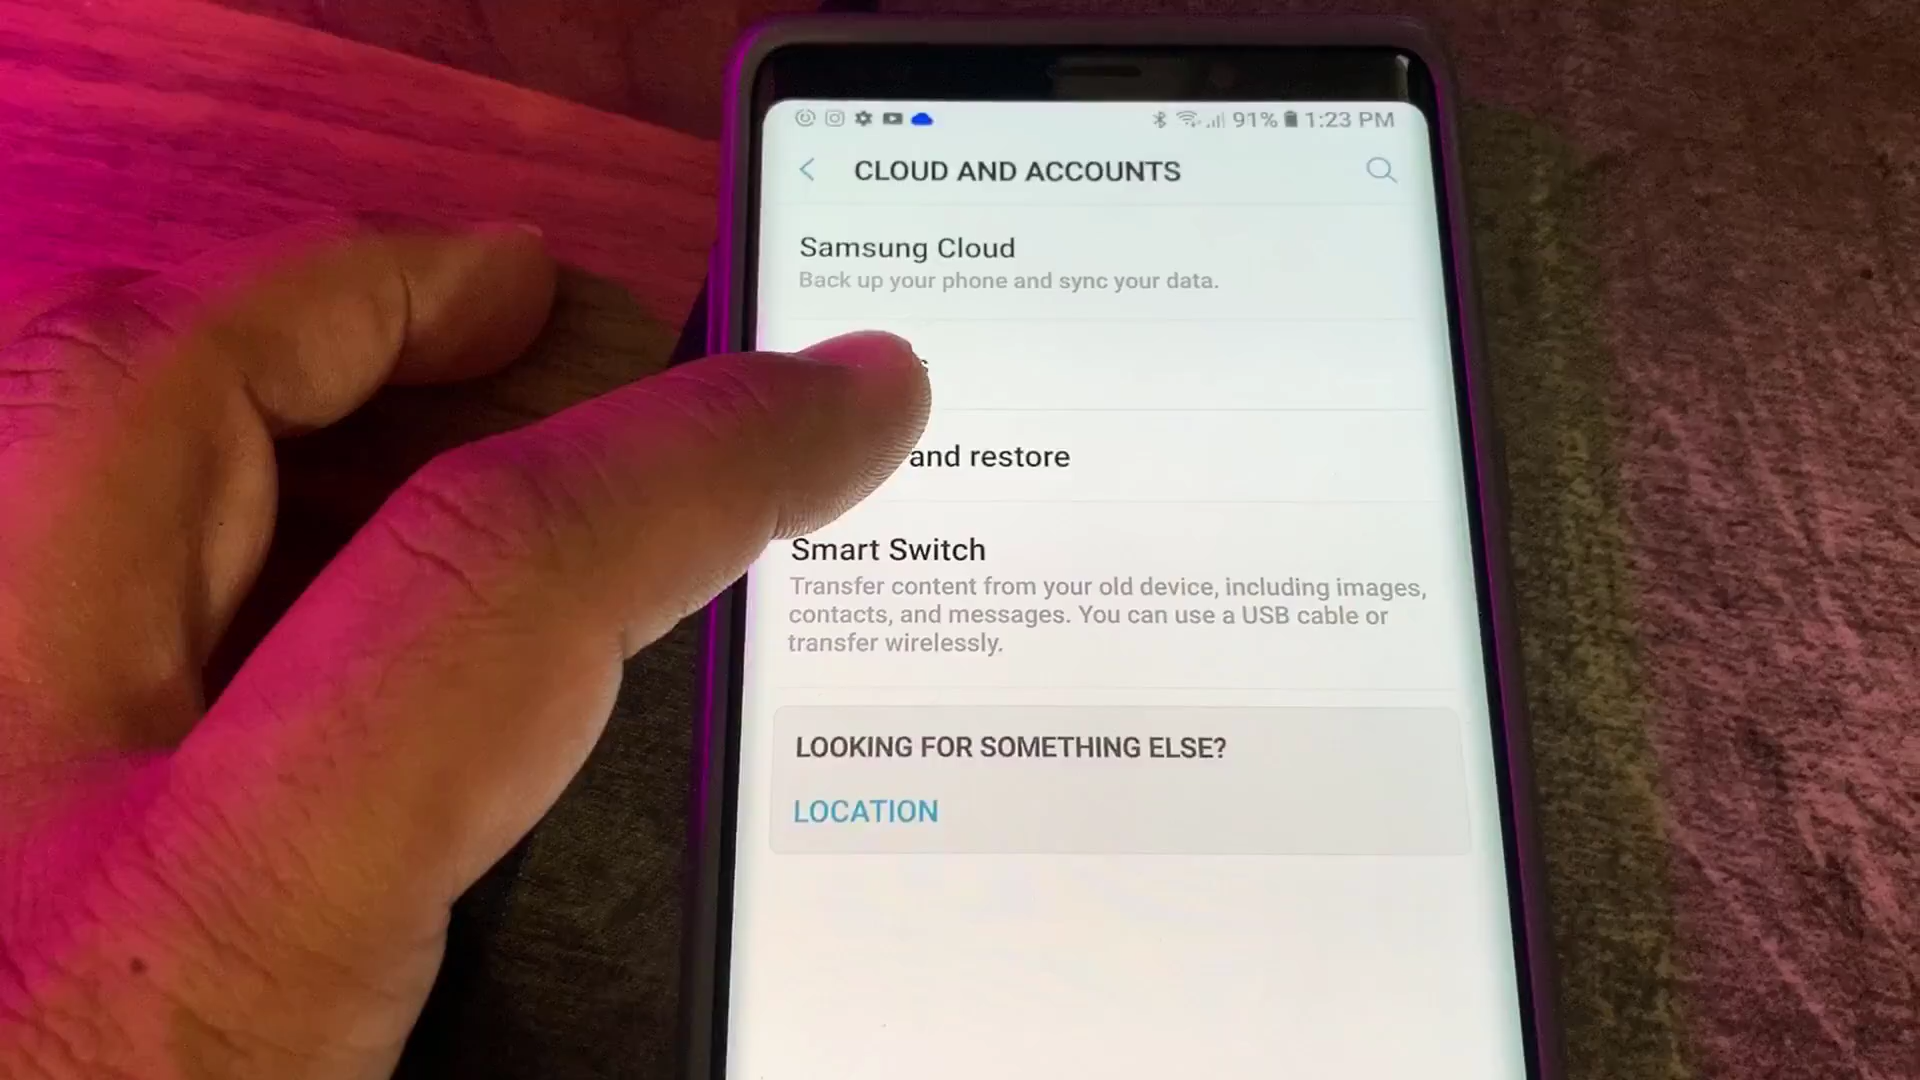 91% 1:23 PM
CLOUD AND ACCOUNTS
Samsung Cloud
Back up your phone and sync your data.
and restore
Smart Switch
Transfer content from your old device, including images,
contacts, and messages. You can use a USB cable or
transfer wirelessly.
LOOKING FOR SOMETHING ELSE?
LOCATION